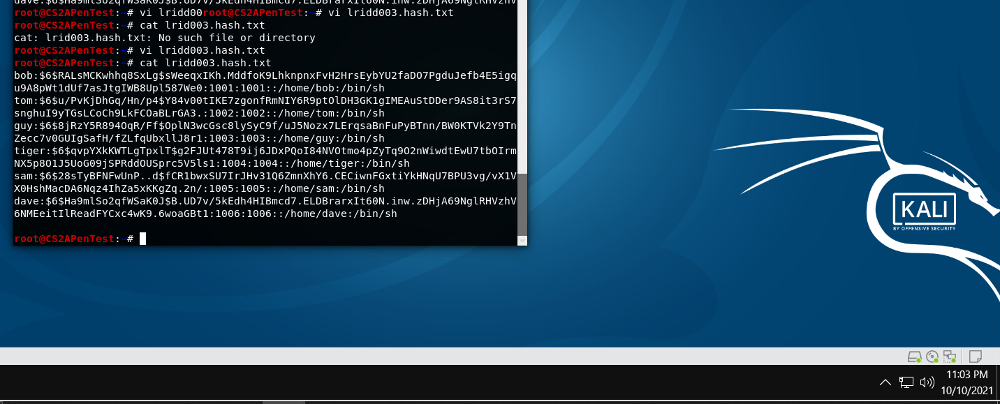 dave:$6$Ha9mlSo2qfWSaK0J$B.UD7v/5kEdh4HIBmcd7.ELDBrarxIt60N.inw.zDHjA69NglRHVzhV
root@CS2APenTest:~# vi lridd00root@CS2APenTest:~# vi lrid003.hash.txt
root@CS2APenTest:~# cat lrid003.hash.txt
cat: lrid003.hash.txt: No such file or directory
root@CS2APenTest:~# vi lridd003.hash.txt
root@CS2APenTest:~# cat lridd003.hash.txt
bob:$6$RALsMCKwhhq8SxLg$sWeeqxIKh.MddfoK9LhknpnxFvH2HrsEybYU2faDO7PgduJefb4E5igq
u9A8pWt1dUf7asJtgIWB8Upl587We0:1001:1001::/home/bob:/bin/sh
tom:$6$u/PvKjDhGq/Hn/p4$Y84v00tIKE7zgonfRmNIY6R9ptOlDH3GK1gIMEAuStDDer9AS8it3rS7
snghuI9yTGsLCoCh9LkFCOaBLrGA3.:1002:1002::/home/tom:/bin/sh
guy:$6$8jRzY5R894OqR/Ff$OplN3wcGsc8lySyC9f/uJ5Nozx7LErqsaBnFuPyBTnn/BW0KTVk2Y9Tn
Zecc7v0GUIgSafH/fZLfqUbxllJ8r1:1003:1003::/home/guy:/bin/sh
tiger:$6$qvpYXkKWTLgTpxlT$g2FJUt478T9ij6JDxPQoI84NVOtmo4pZyTq9O2nWiwdtEwU7tbOIrm
NX5p8O1J5UoG09jSPRddOUSprc5V5ls1:1004:1004::/home/tiger:/bin/sh
sam:$6$28sTyBFNFwUnP..d$fCR1bwxSU7IrJHv31Q6ZmnXhY6.CECiwnFGxtiYkHNqU7BPU3vg/vX1V
X0HshMacDA6Nqz4IhZa5xKKgZq.2n/:1005:1005::/home/sam:/bin/sh
dave:$6$Ha9mlSo2qfWSaK0J$B.UD7v/5kEdh4HIBmcd7.ELDBrarxIt60N.inw.zDHjA69NglRHVzhV
6NMEeitIlReadFYCxc4wK9.6woaGBt1:1006:1006::/home/dave:/bin/sh
root@CS2APenTest:~#
KALI
BY OFFENSIVE SECURITY
11:03 PM
10/10/2021